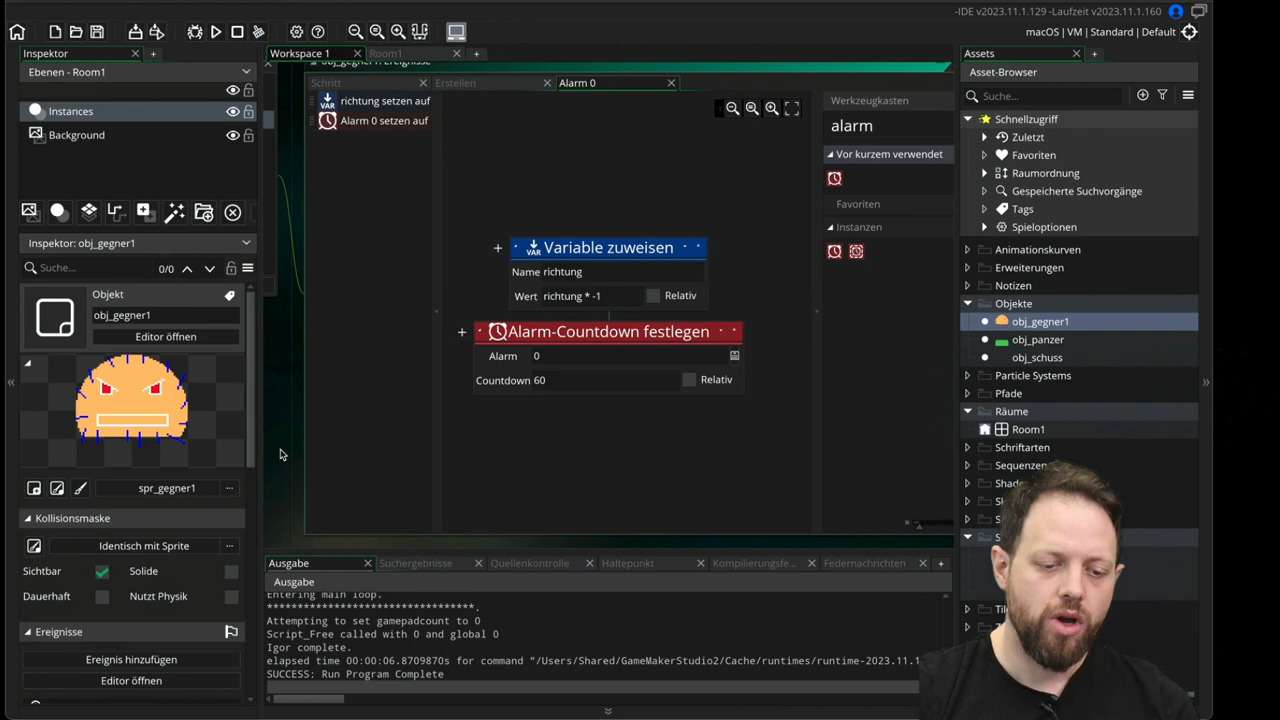 -IDE v2023.11.1.129 -Laufzeit v2023.11.1.160
macOS | VM | Standard | Default
Inspektor
Workspace 1
Room1
Assets
Ebenen - Room1
obj_gegner1: Ereignisse
Asset-Browser
Schritt
Erstellen
Alarm 0
Instances
Background
richtung setzen auf
Alarm 0 setzen auf
Werkzeugkasten
alarm
Vor kurzem verwendet
Favoriten
Instanzen
Suche...
Schnellzugriff
Zuletzt
Favoriten
Raumordnung
Gespeicherte Suchvorgänge
Tags
Spieloptionen
Animationskurven
Erweiterungen
Notizen
Objekte
obj_gegner1
obj_panzer
obj_schuss
Particle Systems
Pfade
Räume
Room1
Schriftarten
Sequenzen
VAR Variable zuweisen
Name richtung
Wert richtung * -1
Relativ
Alarm-Countdown festlegen
Alarm 0
Countdown 60
Relativ
Inspektor: obj_gegner1
Suche...
0/0
Objekt
obj_gegner1
Editor öffnen
spr_gegner1
Kollisionsmaske
Identisch mit Sprite
Sichtbar
Solide
Dauerhaft
Nutzt Physik
Ereignisse
Ereignis hinzufügen
Editor öffnen
Ausgabe
Suchergebnisse
Quellenkontrolle
Haltepunkt
Kompilierungsfe...
Federnachrichten
Ausgabe
Entering main loop.
**********************************.
Attempting to set gamepadcount to 0
Script_Free called with 0 and global 0
Igor complete.
elapsed time 00:00:06.8709870s for command "/Users/Shared/GameMakerStudio2/Cache/runtimes/runtime-2023.11.1
SUCCESS: Run Program Complete